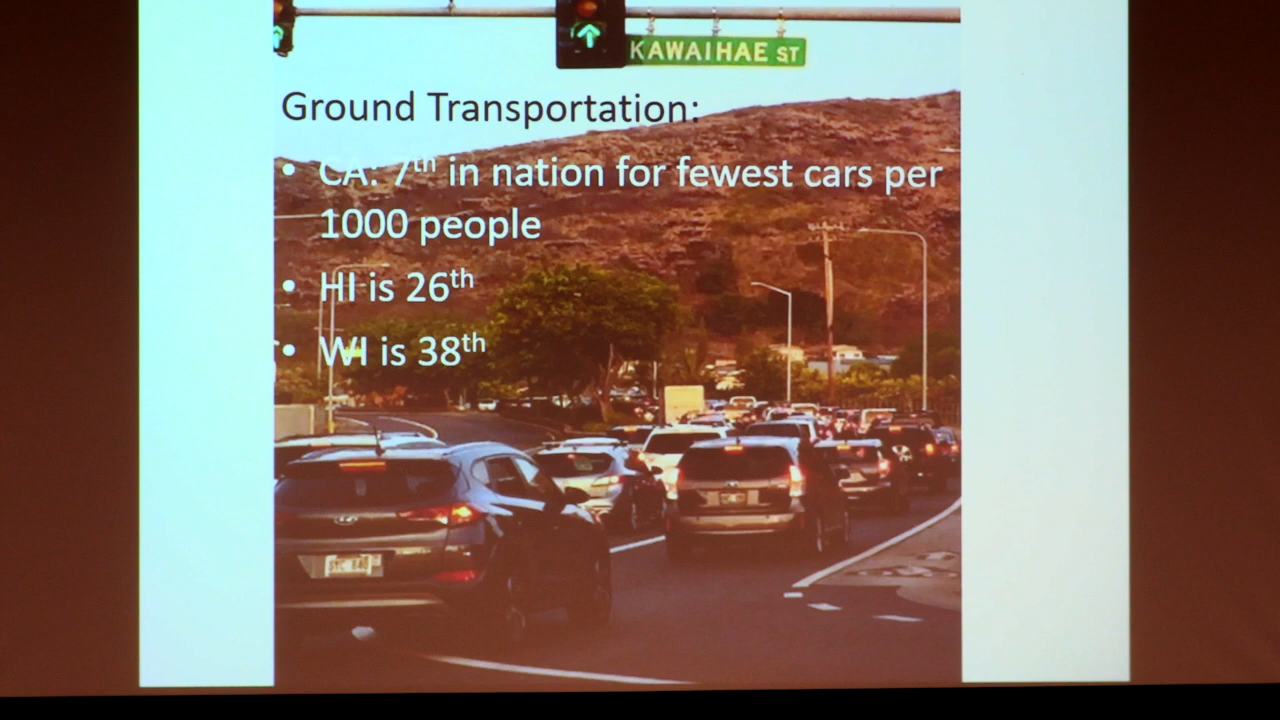 KAWAIHAE ST
Ground Transportation:
• CA: 7th in nation for fewest cars per
1000 people
• HI is 26th
• WI is 38th